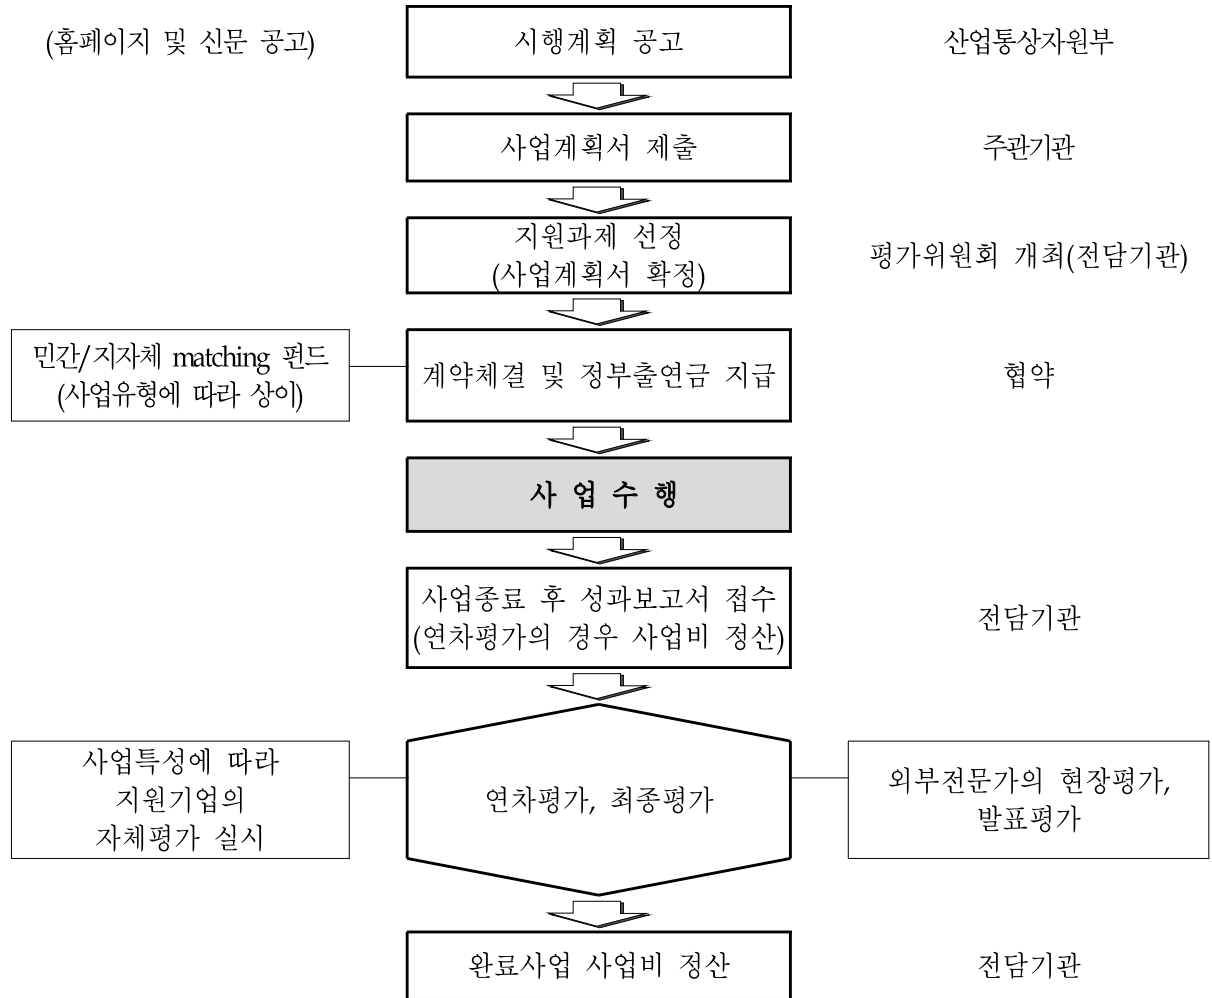 (홈페이지 및 신문 공고)
시행계획 공고
산업통상자원부
사업계획서 제출
주관기관
지원과제 선정
(사업계획서 확정)
평가위원회 개최(전담기관)
민간/지자체 matching 펀드
(사업유형에 따라 상이)
계약체결 및 정부출연금 지급
협약
사 업 수 행
사업종료 후 성과보고서 접수
(연차평가의 경우 사업비 정산)
전담기관
사업특성에 따라
지원기업의
자체평가 실시
연차평가, 최종평가
외부전문가의 현장평가,
발표평가
완료사업 사업비 정산
전담기관